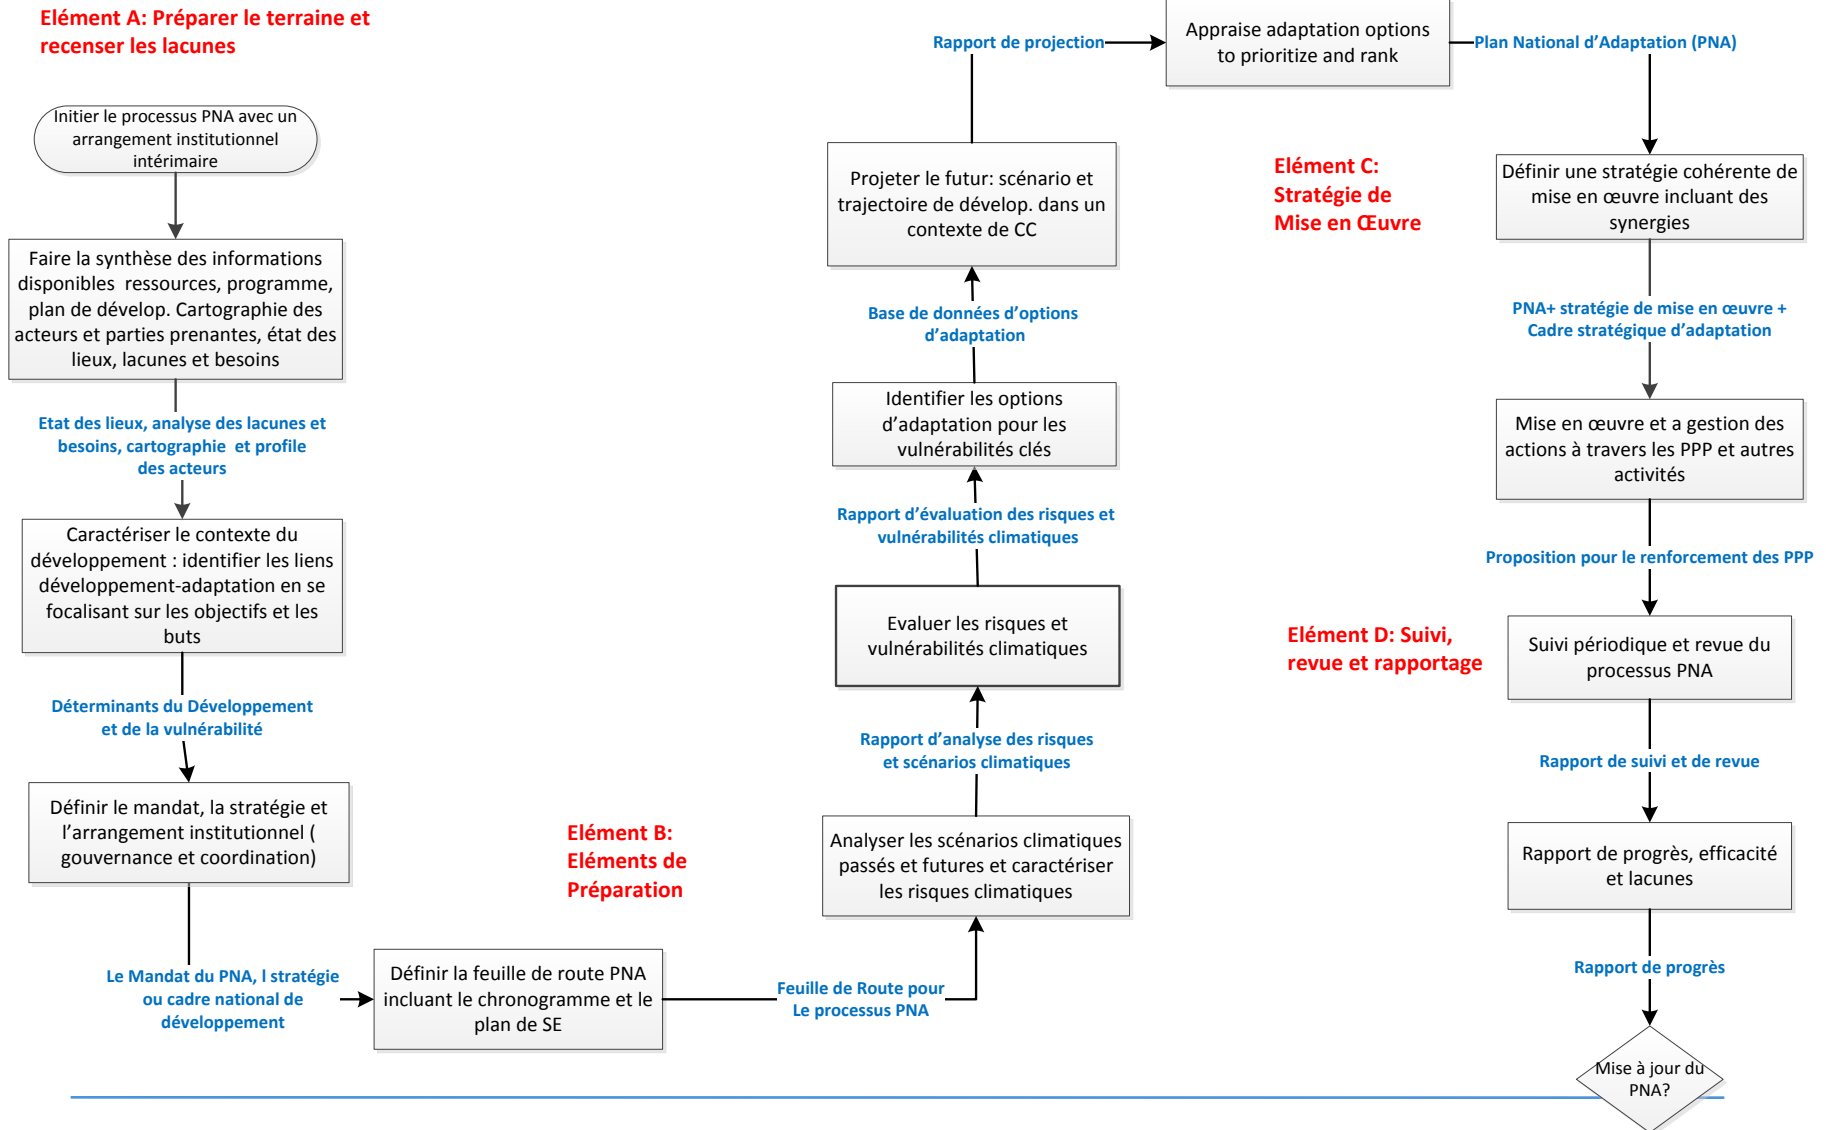 Elément A: Préparer le terraine et
recenser les lacunes
Initier le processus PNA avec un
arrangement institutionnel
intérimaire
Faire la synthèse des informations
disponibles ressources, programme,
plan de dévelop. Cartographie des
acteurs et parties prenantes, état des
lieux, lacunes et besoins
Etat des lieux, analyse des lacunes et
besoins, cartographie et profile
des acteurs
Caractériser le contexte du
développement : identifier les liens
développement-adaptation en se
focalisant sur les objectifs et les
buts
Déterminants du Développement
et de la vulnérabilité
Définir le mandat, la stratégie et
l’arrangement institutionnel (
gouvernance et coordination)
Le Mandat du PNA, l stratégie
ou cadre national de
développement
Définir la feuille de route PNA
incluant le chronogramme et le
plan de SE
Feuille de Route pour
Le processus PNA
Elément B:
Eléments de
Préparation
Analyser les scénarios climatiques
passés et futures et caractériser
les risques climatiques
Rapport d’analyse des risques
et scénarios climatiques
Evaluer les risques et
vulnérabilités climatiques
Rapport d’évaluation des risques et
vulnérabilités climatiques
Identifier les options
d’adaptation pour les
vulnérabilités clés
Base de données d’options
d’adaptation
Projeter le futur: scénario et
trajectoire de dévelop. dans un
contexte de CC
Rapport de projection
Appraise adaptation options
to prioritize and rank
Plan National d’Adaptation (PNA)
Elément C:
Stratégie de
Mise en Œuvre
Définir une stratégie cohérente de
mise en œuvre incluant des
synergies
PNA+ stratégie de mise en œuvre +
Cadre stratégique d’adaptation
Mise en œuvre et a gestion des
actions à travers les PPP et autres
activités
Proposition pour le renforcement des PPP
Elément D: Suivi,
revue et rapportage
Suivi périodique et revue du
processus PNA
Rapport de suivi et de revue
Rapport de progrès, efficacité
et lacunes
Rapport de progrès
Mise à jour du
PNA?